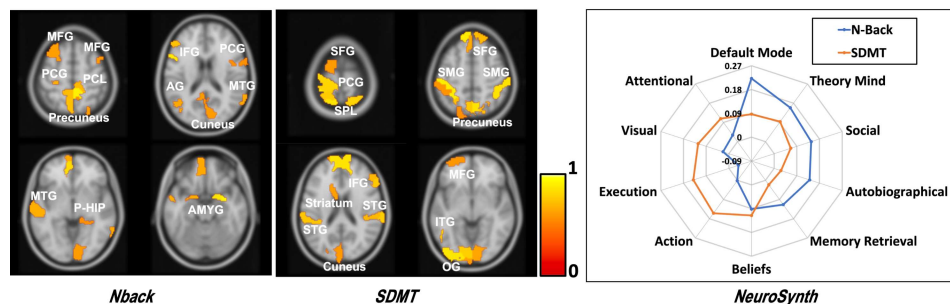 MFG
MFG
PCG
PCL
Precuneus
IFG
PCG
AG
MTG
Cuneus
MTG
P-HIP
AMYG
Nback
SFG
PCG
SPL
SFG
SMG
SMG
Precuneus
Striatum
IFG
STG
STG
Cuneus
MFG
ITG
OG
1
0
SDMT
N-Back
SDMT
Default Mode
0.27
0.18
0.09
0
-0.09
Theory Mind
Social
Autobiographical
Memory Retrieval
Beliefs
Action
Execution
Visual
Attentional
NeuroSynth